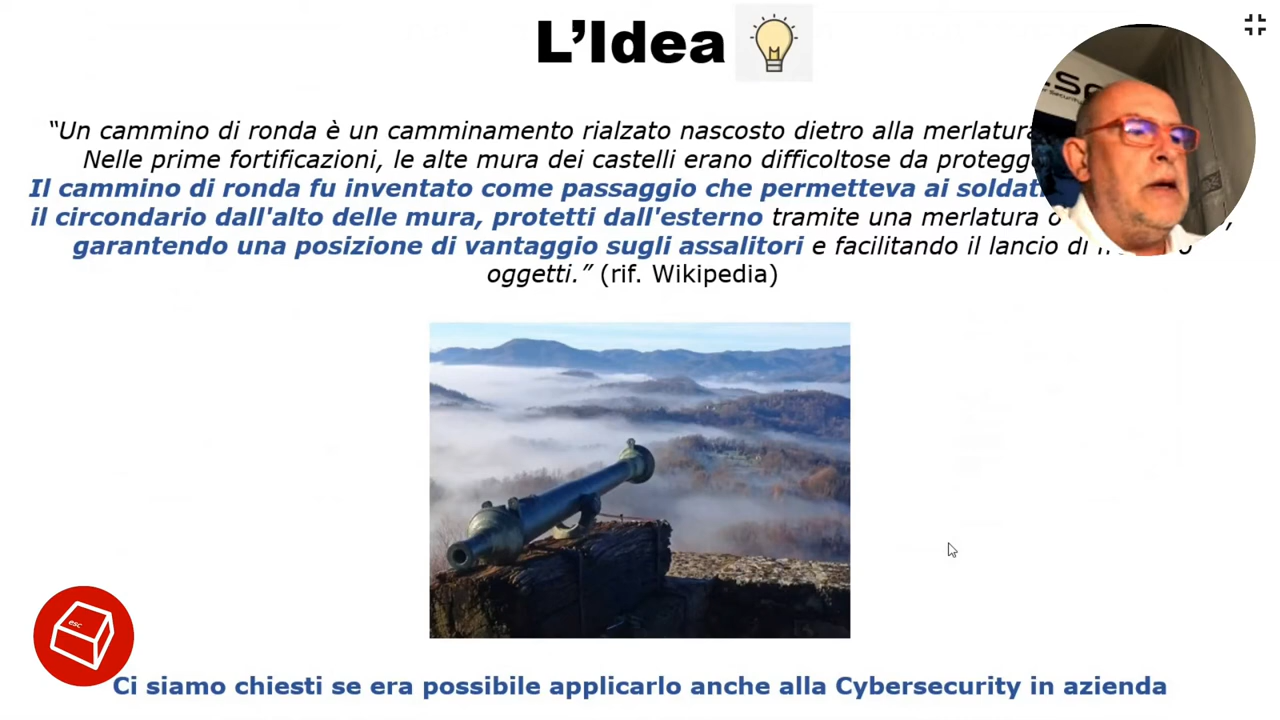 L'Idea
“Un cammino di ronda è un camminamento rialzato nascosto dietro alla merlatura
Nelle prime fortificazioni, le alte mura dei castelli erano difficoltose da
Il cammino di ronda fu inventato come passaggio che permetteva ai
il circondario dall'alto delle mura, protetti dall'esterno tramite una merlatura
garantendo una posizione di vantaggio sugli assalitori e facilitando il lancio di
oggetti.” (rif. Wikipedia)
esc
Ci siamo chiesti se era possibile applicarlo anche alla Cybersecurity in azienda